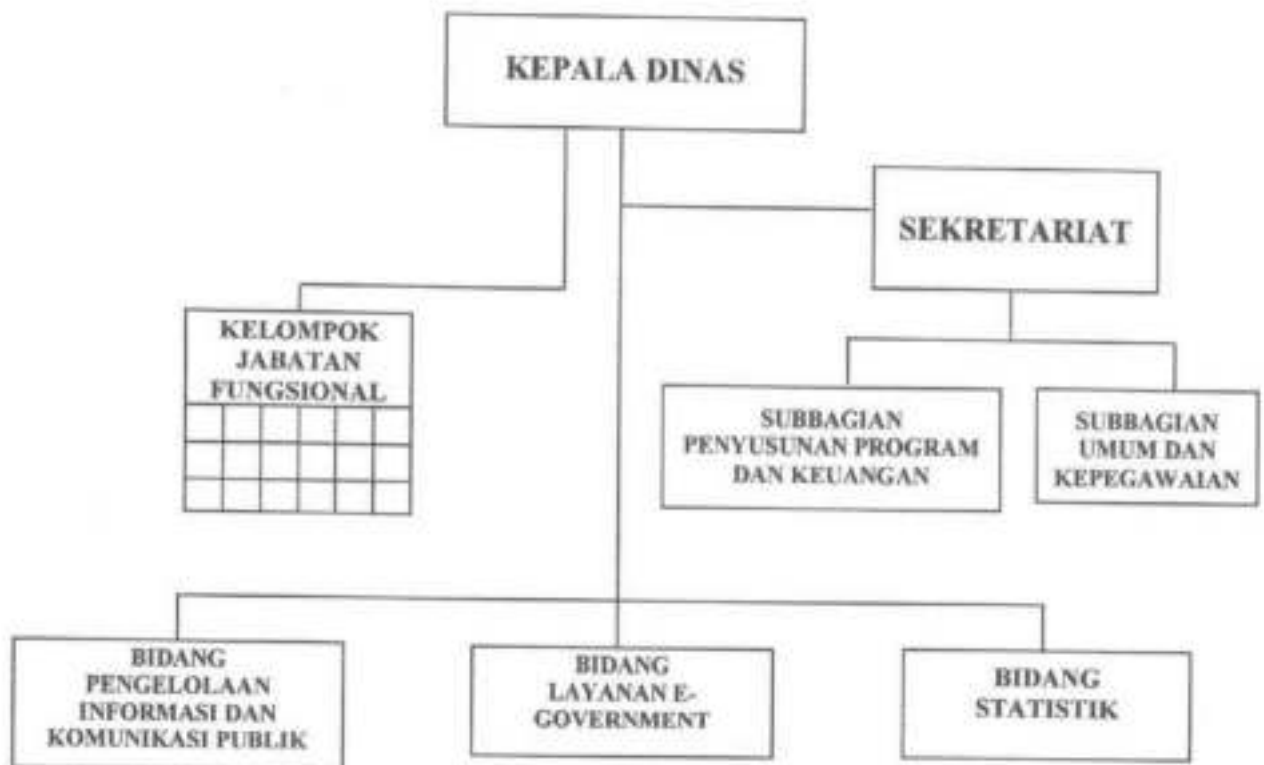 KEPALA DINAS
SEKRETARIAT
KELOMPOK
JABATAN
FUNGSIONAL
SUBBAGIAN
PENYUSUNAN PROGRAM
DAN KEUANGAN
SUBBAGIAN
UMUM DAN
KEPEGAWAIAN
BIDANG
PENGELOLAAN
INFORMASI DAN
KOMUNIKASI PUBLIK
BIDANG
LAYANAN E-
GOVERNMENT
BIDANG
STATISTIK